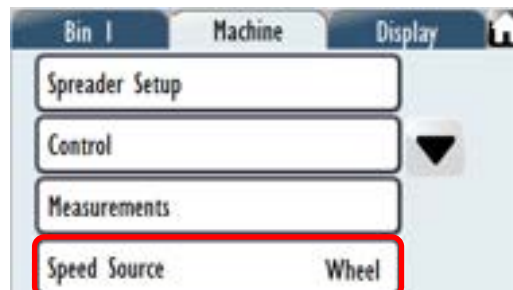 Bin 1 Machine Display
Spreader Setup
Control
Measurements
Speed Source Wheel